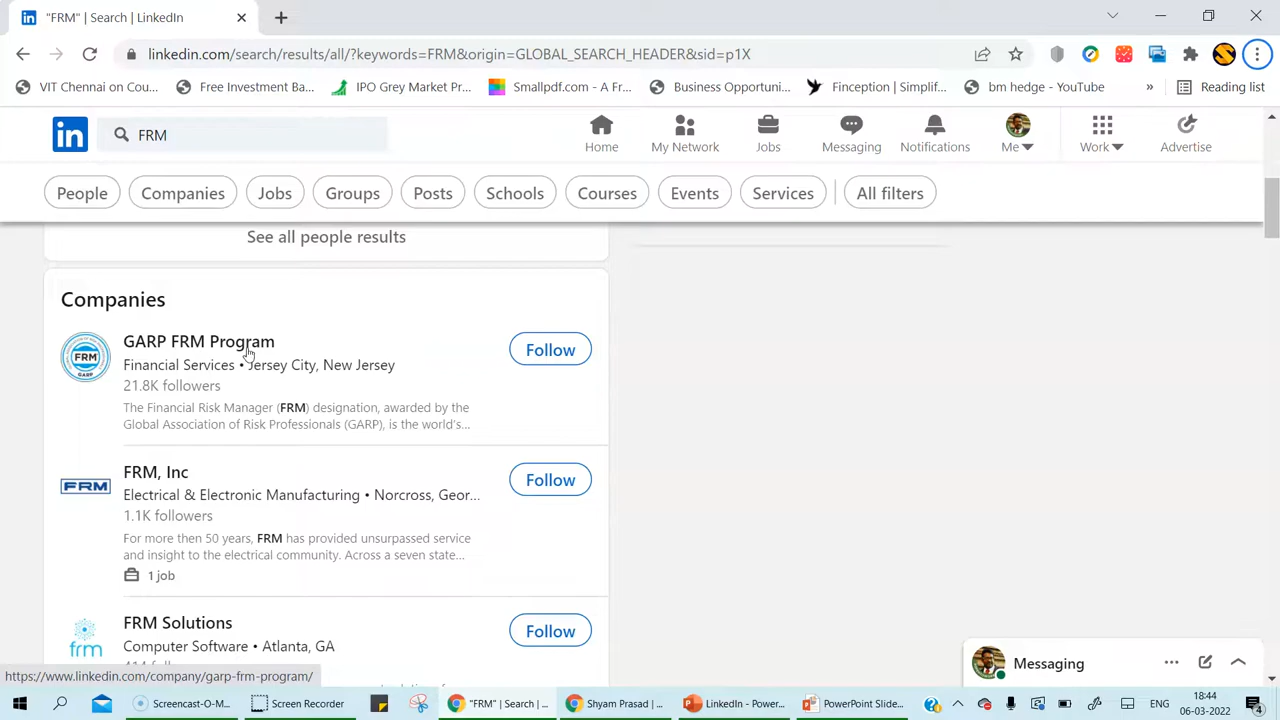 "FRM" | Search | LinkedIn
linkedin.com/search/results/all/?keywords=FRM&origin=GLOBAL_SEARCH_HEADER&sid=p1X
VIT Chennai on Cou... Free Investment Ba... IPO Grey Market Pr... Smallpdf.com - A Fr... Business Opportuni... Finception | Simplif... bm hedge - YouTube » Reading list
in FRM Home My Network Jobs Messaging Notifications Me Work Advertise
People Companies Jobs Groups Posts Schools Courses Events Services All filters
See all people results
Companies
GARP FRM Program
Financial Services • Jersey City, New Jersey
21.8K followers
The Financial Risk Manager (FRM) designation, awarded by the
Global Association of Risk Professionals (GARP), is the world's...
Follow
FRM
GARP
FRM, Inc
Electrical & Electronic Manufacturing • Norcross, Geor...
1.1K followers
For more then 50 years, FRM has provided unsurpassed service
and insight to the electrical community. Across a seven state...
1 job
Follow
FRM
FRM Solutions
Computer Software • Atlanta, GA
Follow
frm
Messaging
https://www.linkedin.com/company/garp-frm-program/
Screencast-O-M... Screen Recorder "FRM" | Search | ... Shyam Prasad | ... LinkedIn - Power... PowerPoint Slide... ENG 18:44
06-03-2022 4